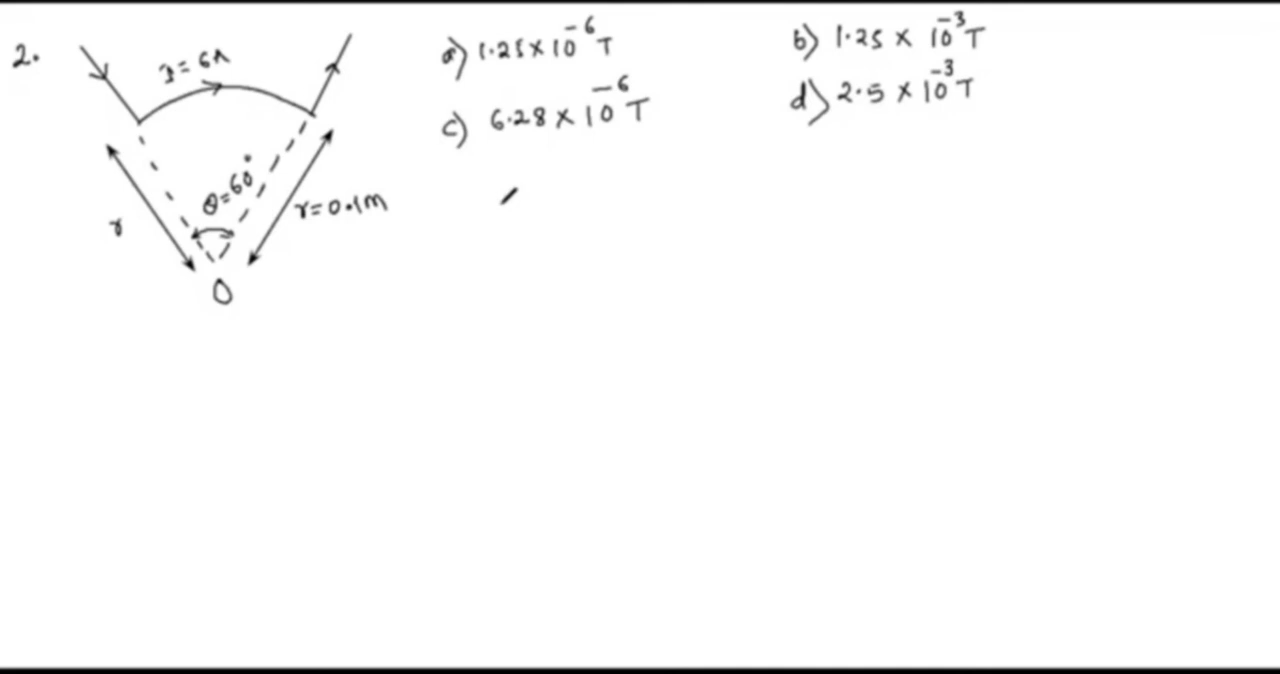 2.
I = 6A
a) 1.25 × 10⁻⁶ T
b) 1.25 × 10⁻³ T
c) 6.28 × 10⁻⁶ T
d) 2.5 × 10⁻³ T
θ=60°
r
r=0.1m
O